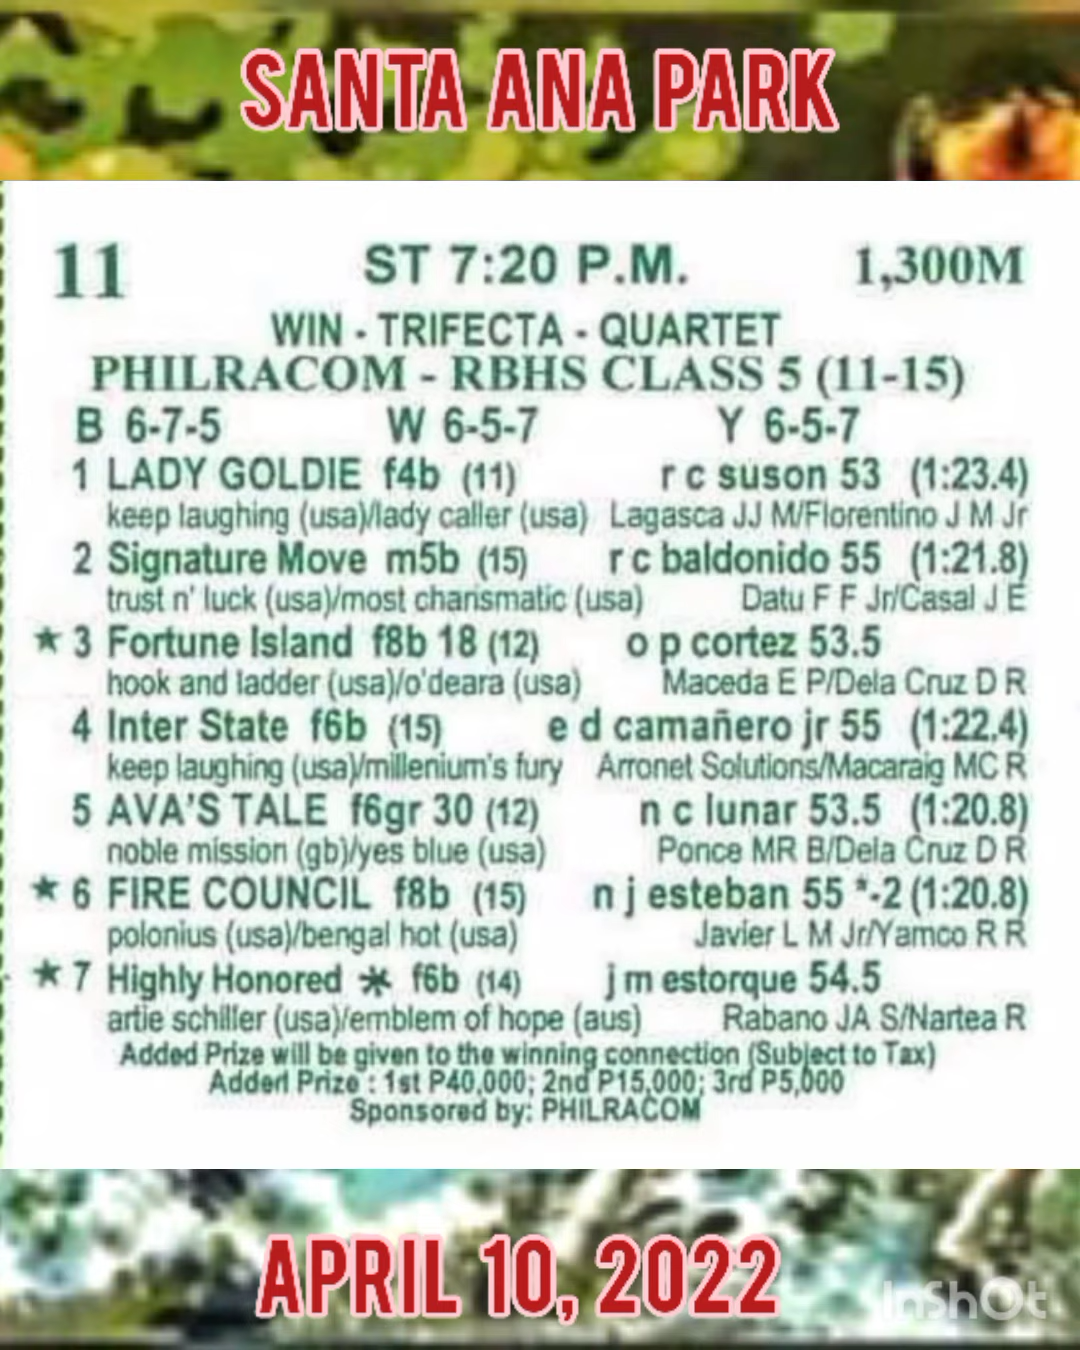 SANTA ANA PARK
11 ST 7:20 P.M. 1,300M
WIN - TRIFECTA - QUARTET
PHILRACOM - RBHS CLASS 5 (11-15)
B 6-7-5 W 6-5-7 Y 6-5-7
1 LADY GOLDIE f4b (11) r c suson 53 (1:23.4)
keep laughing (usa)/lady caller (usa) Lagasca JJ M/Florentino J M Jr
2 Signature Move m5b (15) r c baldonido 55 (1:21.8)
trust n' luck (usa)/most charismatic (usa) Datu F F Jr/Casal J E
★ 3 Fortune Island f8b 18 (12) o p cortez 53.5
hook and ladder (usa)/o'deara (usa) Maceda E P/Dela Cruz D R
4 Inter State f6b (15) e d camañero jr 55 (1:22.4)
keep laughing (usa)/millenium's fury Arronet Solutions/Macaraig MC R
5 AVA'S TALE f6gr 30 (12) n c lunar 53.5 (1:20.8)
noble mission (gb)/yes blue (usa) Ponce MR B/Dela Cruz D R
★ 6 FIRE COUNCIL f8b (15) n j esteban 55 *-2 (1:20.8)
polonius (usa)/bengal hot (usa) Javier L M Jr/Yamco R R
★ 7 Highly Honored ✱ f6b (14) j m estorque 54.5
artie schiller (usa)/emblem of hope (aus) Rabano JA S/Nartea R
Added Prize will be given to the winning connection (Subject to Tax)
Added Prize : 1st P40,000; 2nd P15,000; 3rd P5,000
Sponsored by: PHILRACOM
APRIL 10, 2022
InShOt